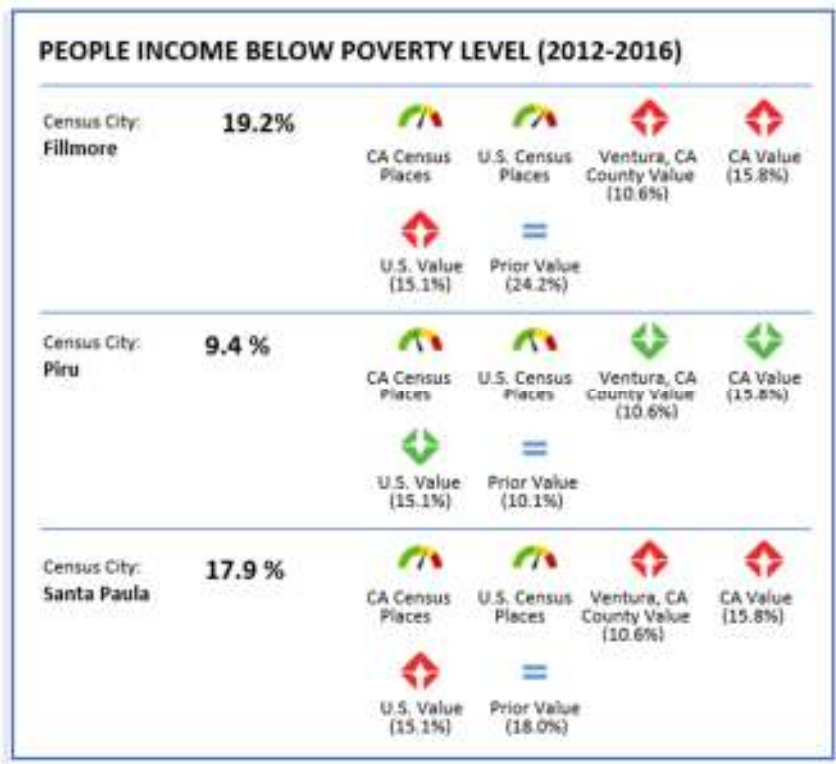 PEOPLE INCOME BELOW POVERTY LEVEL (2012-2016)
Census City:
Fillmore
19.2%
CA Census
Places
U.S. Census
Places
Ventura, CA
County Value
(10.6%)
CA Value
(15.8%)
U.S. Value
(15.1%)
Prior Value
(24.2%)
Census City:
Piru
9.4 %
CA Census
Places
U.S. Census
Places
Ventura, CA
County Value
(10.6%)
CA Value
(15.8%)
U.S. Value
(15.1%)
Prior Value
(10.1%)
Census City:
Santa Paula
17.9 %
CA Census
Places
U.S. Census
Places
Ventura, CA
County Value
(10.6%)
CA Value
(15.8%)
U.S. Value
(15.1%)
Prior Value
(18.0%)